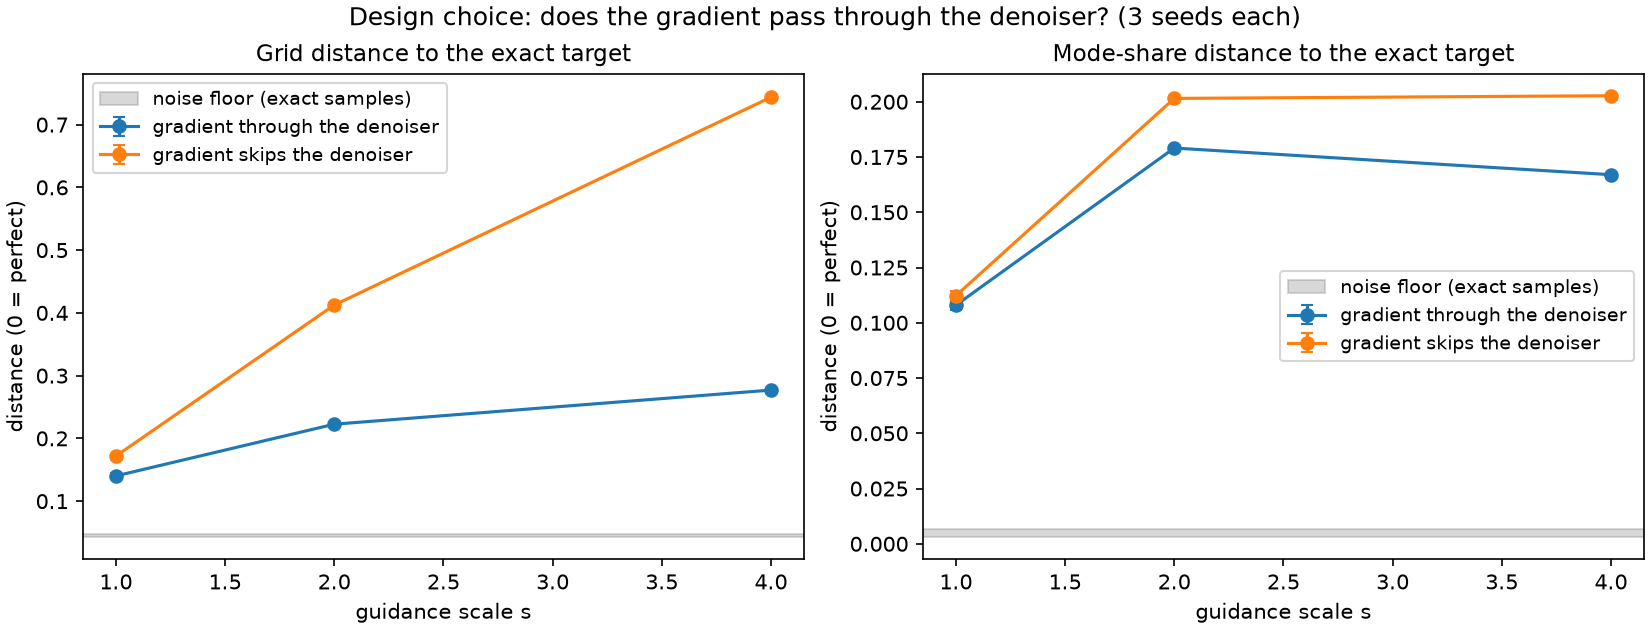 Design choice: does the gradient pass through the denoiser? (3 seeds each)
Grid distance to the exact target
distance (0 = perfect)
0.7
0.6
0.5
0.4
0.3
0.2
0.1
noise floor (exact samples)
gradient through the denoiser
gradient skips the denoiser
1.0 1.5 2.0 2.5 3.0 3.5 4.0
guidance scale s
Mode-share distance to the exact target
distance (0 = perfect)
0.200
0.175
0.150
0.125
0.100
0.075
0.050
0.025
0.000
noise floor (exact samples)
gradient through the denoiser
gradient skips the denoiser
1.0 1.5 2.0 2.5 3.0 3.5 4.0
guidance scale s